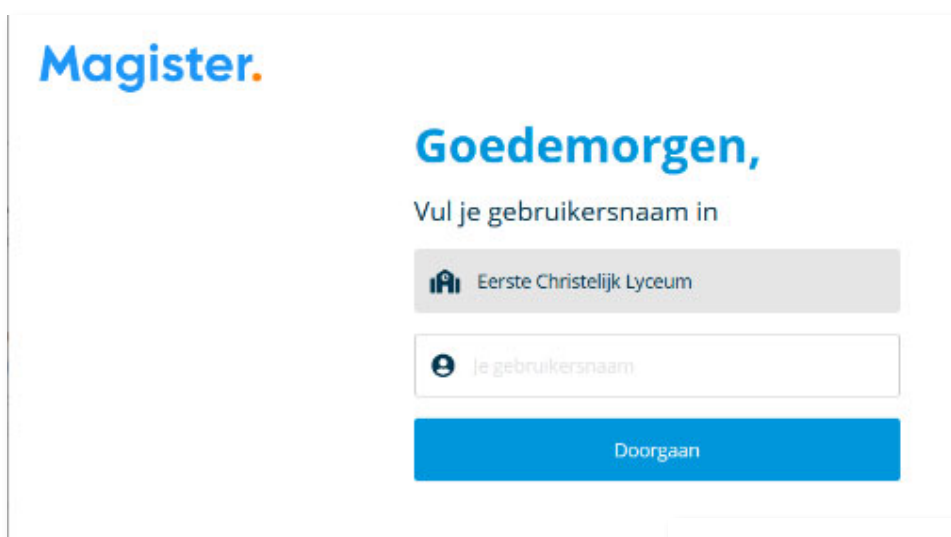 Magister.
Goedemorgen,
Vul je gebruikersnaam in
Eerste Christelijk Lyceum
Je gebruikersnaam
Doorgaan